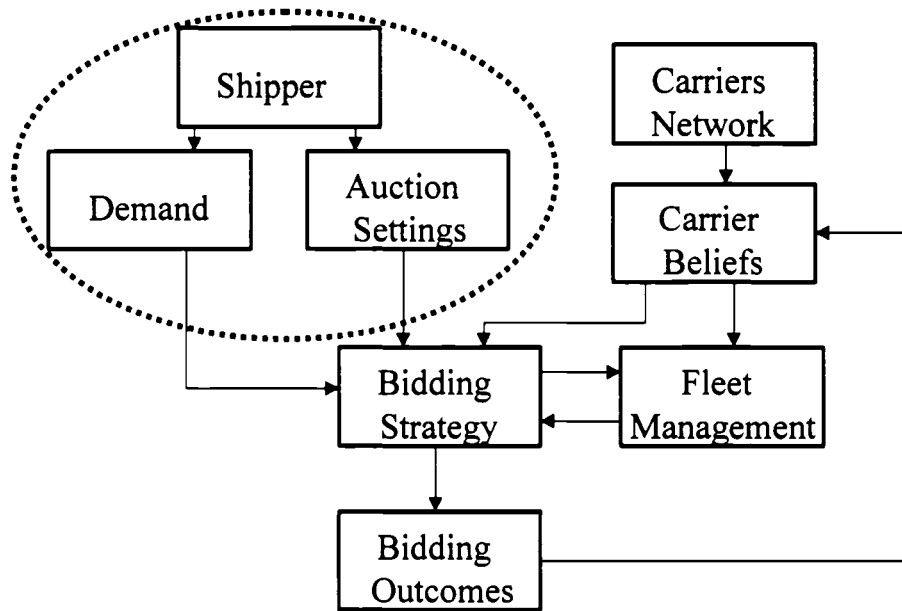 Shipper
Carriers
Network
Demand
Auction
Settings
Carrier
Beliefs
Bidding
Strategy
Fleet
Management
Bidding
Outcomes